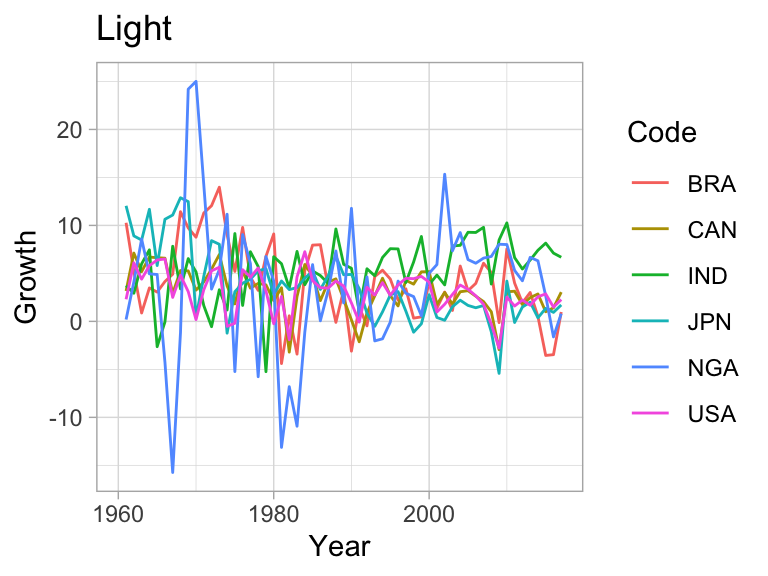 Light
Growth
20
10
0
-10
1960
1980
2000
Year
Code
BRA
CAN
IND
JPN
NGA
USA